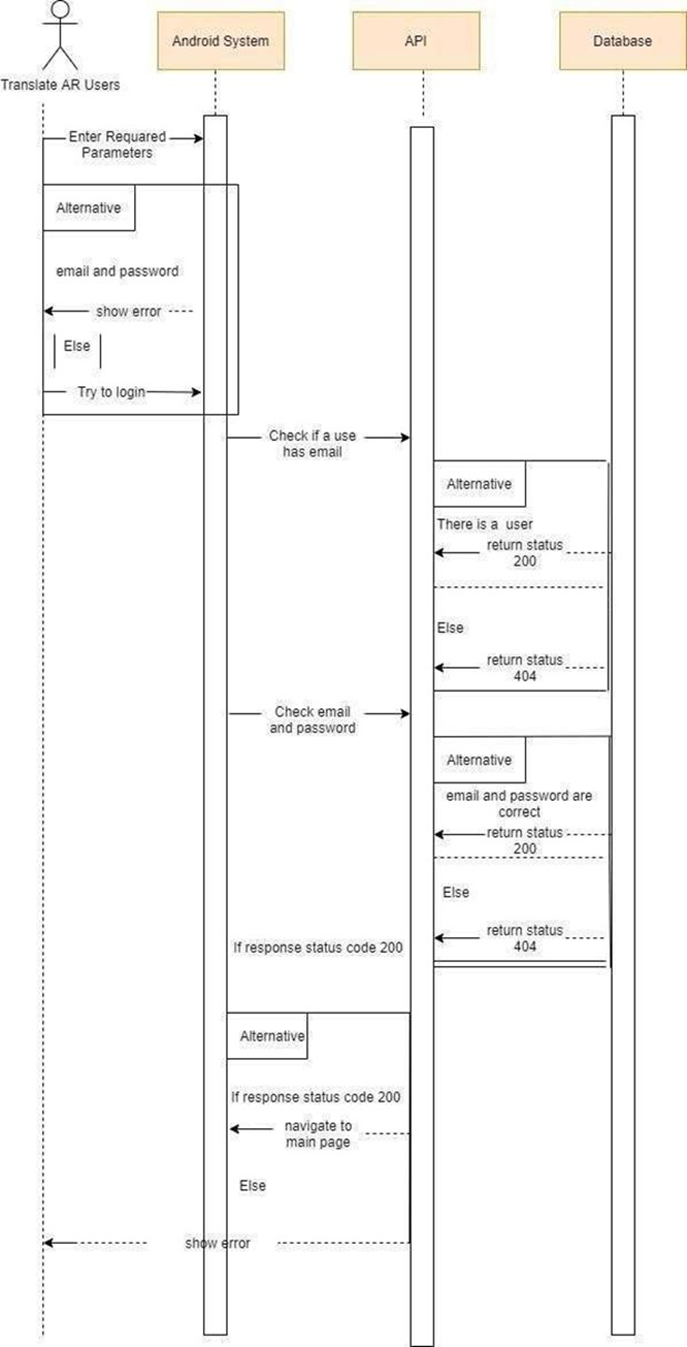 Android System
API
Database
Translate AR Users
Enter Requared
Parameters
Alternative
email and password
show error
Else
Try to login
Check if a use
has email
Alternative
There is a user
return status
200
Else
return status
404
Check email
and password
Alternative
email and password are
correct
return status
200
Else
return status
404
If response status code 200
Alternative
If response status code 200
navigate to
main page
Else
show error